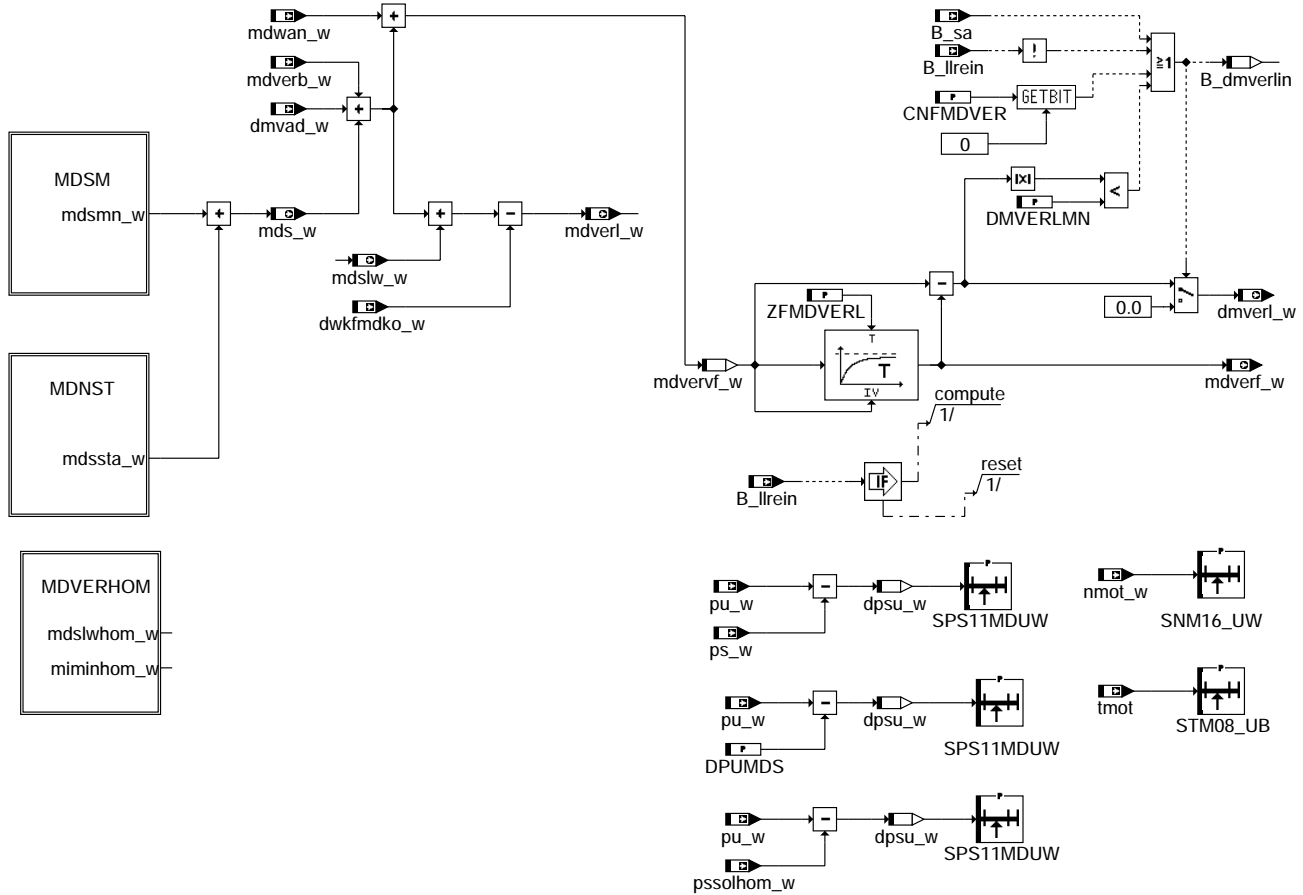 mdwan_w
+
mdverb_w
dmvad_w
+
MDSM
mdsmn_w
+
mds_w
+
-
mdverl_w
mdslw_w
dwkfmdko_w
MDNST
mdssta_w
MDVERHOM
mdslwhom_w
miminhom_w
B_sa
B_llrein
!
≥1
B_dmverlin
P
CNFMDVER
GETBIT
0
|x|
P
DMVERLMN
<
-
P
ZFMDVERL
T
T
IV
0.0
dmverl_w
mdvervf_w
mdverf_w
compute
1/
B_llrein
IF
reset
1/
pu_w
-
dpsu_w
P
SPS11MDUW
ps_w
nmot_w
P
SNM16_UW
pu_w
-
dpsu_w
P
SPS11MDUW
P
DPUMDS
tmot
P
STM08_UB
pu_w
-
dpsu_w
P
SPS11MDUW
pssolhom_w